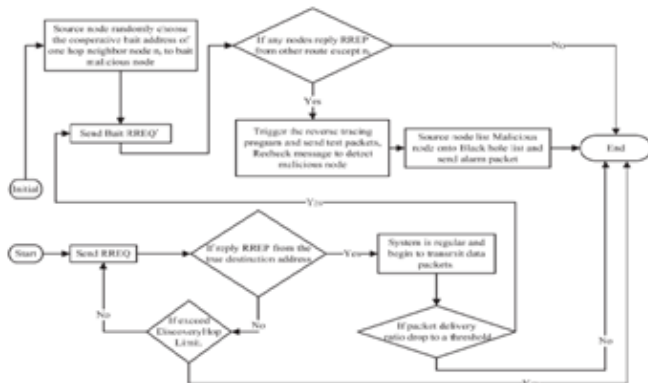 Source node randomly choose
the cooperative bait address of
one hop neighbor node nᵣ to bait
malicious node
If any nodes reply RREP
from other route except nᵣ
No
Yes
Send Bait RREQ'
Trigger the reverse tracing
program and send test packets,
Recheck message to detect
malicious node
Source node list Malicious
node onto Black hole list and
send alarm packet
End
Initial
Yes
Start
Send RREQ
If reply RREP from the
true destination address
Yes
System is regular and
begin to transmit data
packets
No
No
If exceed
DiscoveryHop
Limit.
If packet delivery
ratio drop to a threshold
No